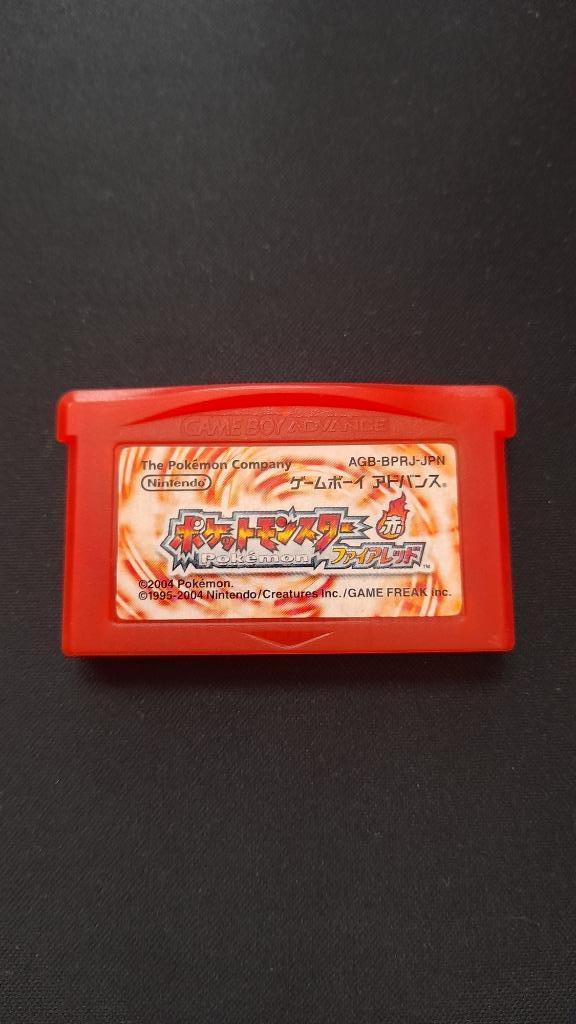 GAME BOY ADVANCE
The Pokémon Company
AGB-BPRJ-JPN
Nintendo®
ゲームボーイ アドバンス®
ポケットモンスター
赤
Pokémon
ファイアレッド™
©2004 Pokémon.
©1995-2004 Nintendo/Creatures Inc./GAME FREAK inc.